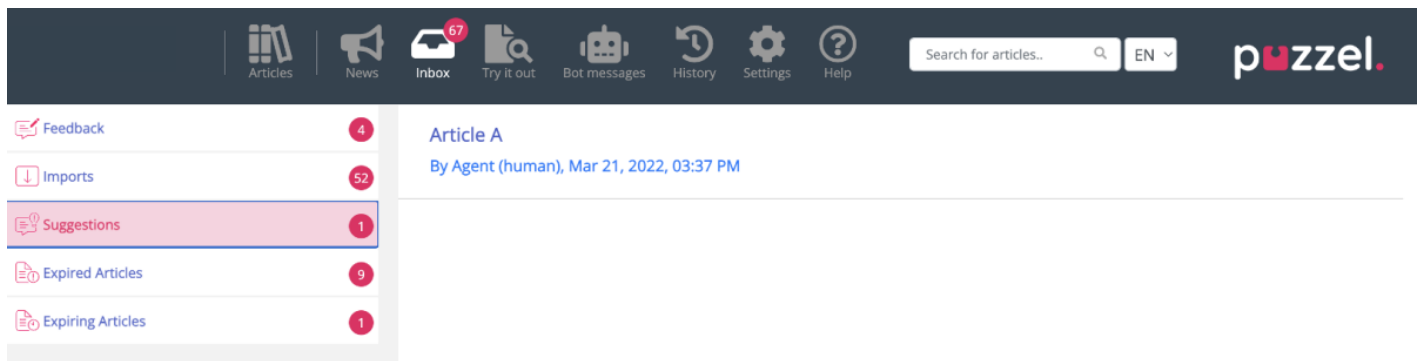 67
Articles
News
Inbox
Try it out
Bot messages
History
Settings
Help
Search for articles..
EN
puzzel.
Feedback 4
Imports 52
Suggestions 1
Expired Articles 9
Expiring Articles 1
Article A
By Agent (human), Mar 21, 2022, 03:37 PM